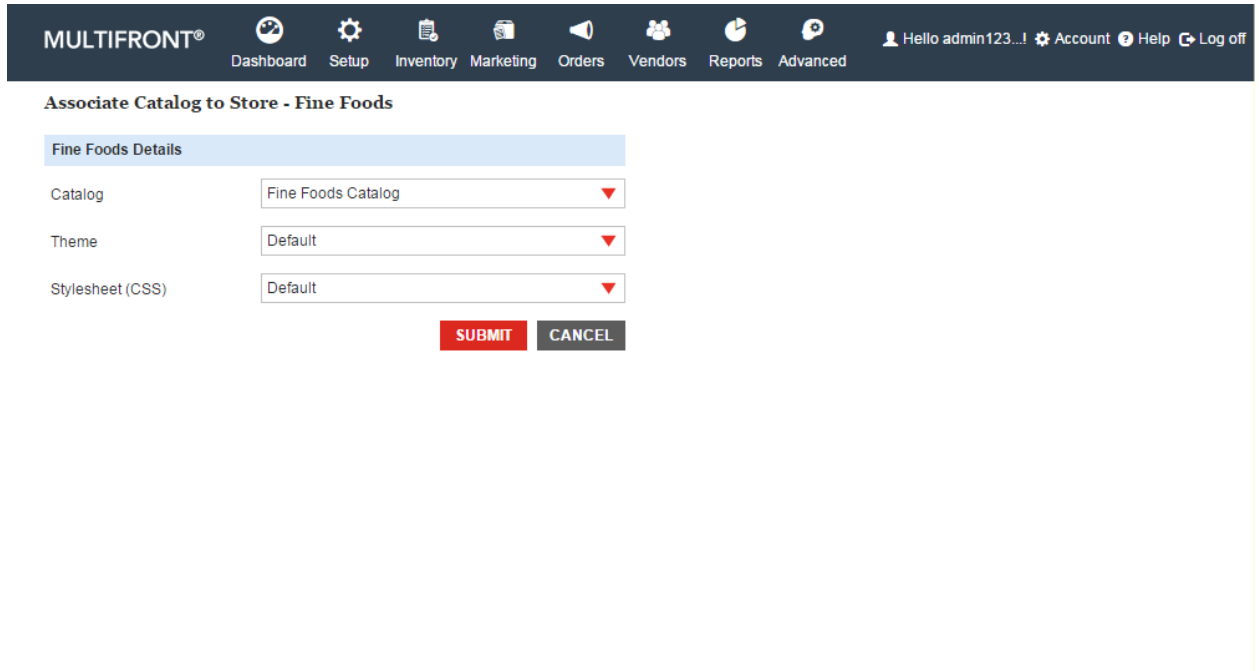 MULTIFRONT®
Dashboard Setup Inventory Marketing Orders Vendors Reports Advanced
Hello admin123...! Account Help Log off
Associate Catalog to Store - Fine Foods
Fine Foods Details
Catalog Fine Foods Catalog
Theme Default
Stylesheet (CSS) Default
SUBMIT CANCEL